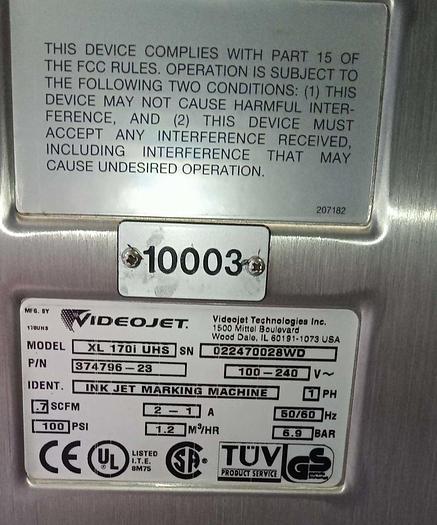 THIS DEVICE COMPLIES WITH PART 15 OF
THE FCC RULES. OPERATION IS SUBJECT TO
THE FOLLOWING TWO CONDITIONS: (1) THIS
DEVICE MAY NOT CAUSE HARMFUL INTER-
FERENCE, AND (2) THIS DEVICE MUST
ACCEPT ANY INTERFERENCE RECEIVED,
INCLUDING INTERFERENCE THAT MAY
CAUSE UNDESIRED OPERATION.
207182
10003
MFG. BY
170UHS
VIDEOJET.
Videojet Technologies Inc.
1500 Mittel Boulevard
Wood Dale, IL 60191-1073 USA
MODEL XL 170i UHS SN 022470028WD
P/N 374796-23 100-240 V~
IDENT. INK JET MARKING MACHINE 1 PH
.7 SCFM 2 - 1 A 50/60 Hz
100 PSI 1.2 M³/HR 6.9 BAR
CE UL LISTED
I.T.E.
8M75
SA
TÜV
PRODUCT SERVICE
GS